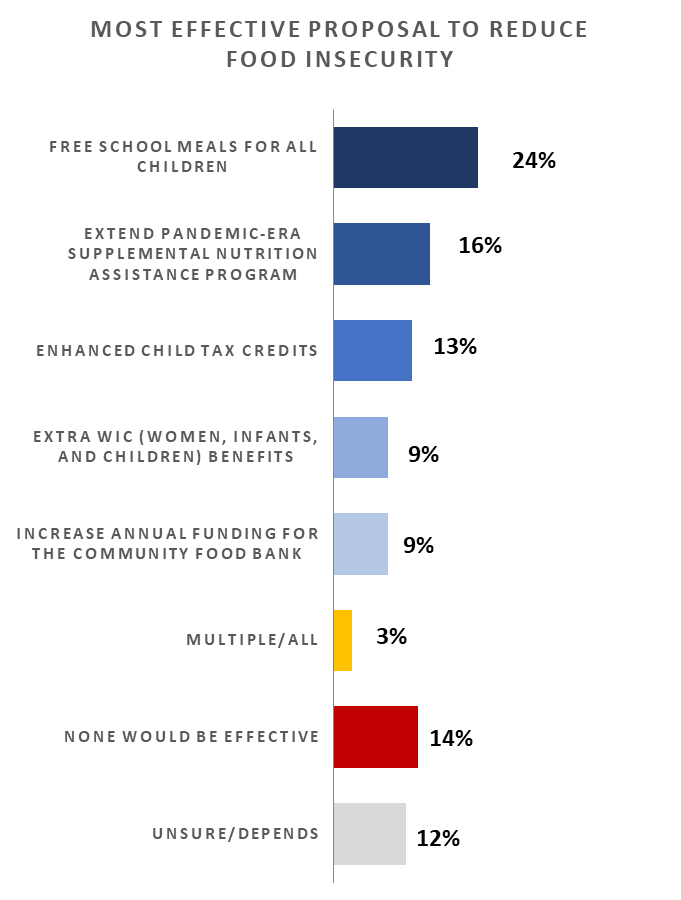 MOST EFFECTIVE PROPOSAL TO REDUCE
FOOD INSECURITY
FREE SCHOOL MEALS FOR ALL
CHILDREN
24%
EXTEND PANDEMIC-ERA
SUPPLEMENTAL NUTRITION
ASSISTANCE PROGRAM
16%
ENHANCED CHILD TAX CREDITS
13%
EXTRA WIC (WOMEN, INFANTS,
AND CHILDREN) BENEFITS
9%
INCREASE ANNUAL FUNDING FOR
THE COMMUNITY FOOD BANK
9%
MULTIPLE/ALL
3%
NONE WOULD BE EFFECTIVE
14%
UNSURE/DEPENDS
12%